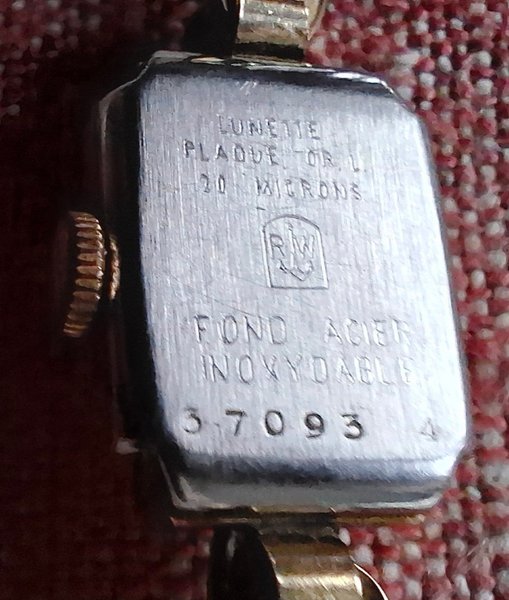 LUNETTE
PLAQUE OR L.
20 MICRONS
RW
FOND ACIER
INOXYDABLE
37093 4